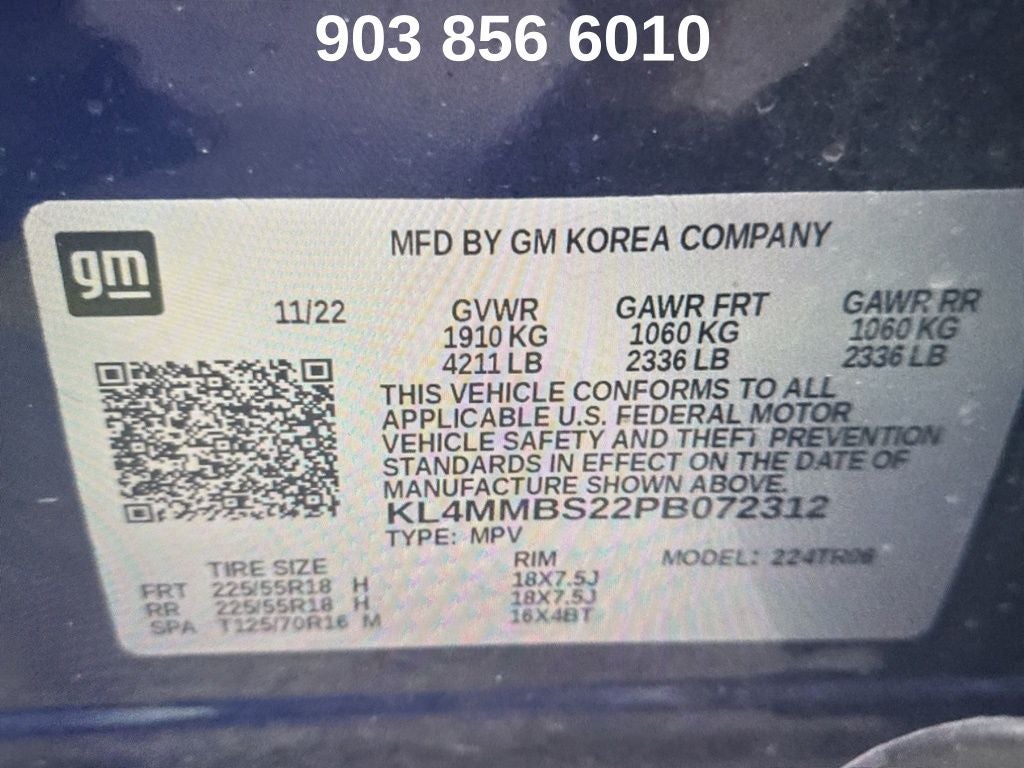 903 856 6010
gm
MFD BY GM KOREA COMPANY
11/22 GVWR GAWR FRT GAWR RR
1910 KG 1060 KG 1060 KG
4211 LB 2336 LB 2336 LB
THIS VEHICLE CONFORMS TO ALL
APPLICABLE U.S. FEDERAL MOTOR
VEHICLE SAFETY AND THEFT PREVENTION
STANDARDS IN EFFECT ON THE DATE OF
MANUFACTURE SHOWN ABOVE.
KL4MMBS22PB072312
TYPE: MPV
TIRE SIZE RIM MODEL:
FRT 225/55R18 H 18X7.5J
RR 225/55R18 H 18X7.5J
SPA T125/70R16 M 16X4BT